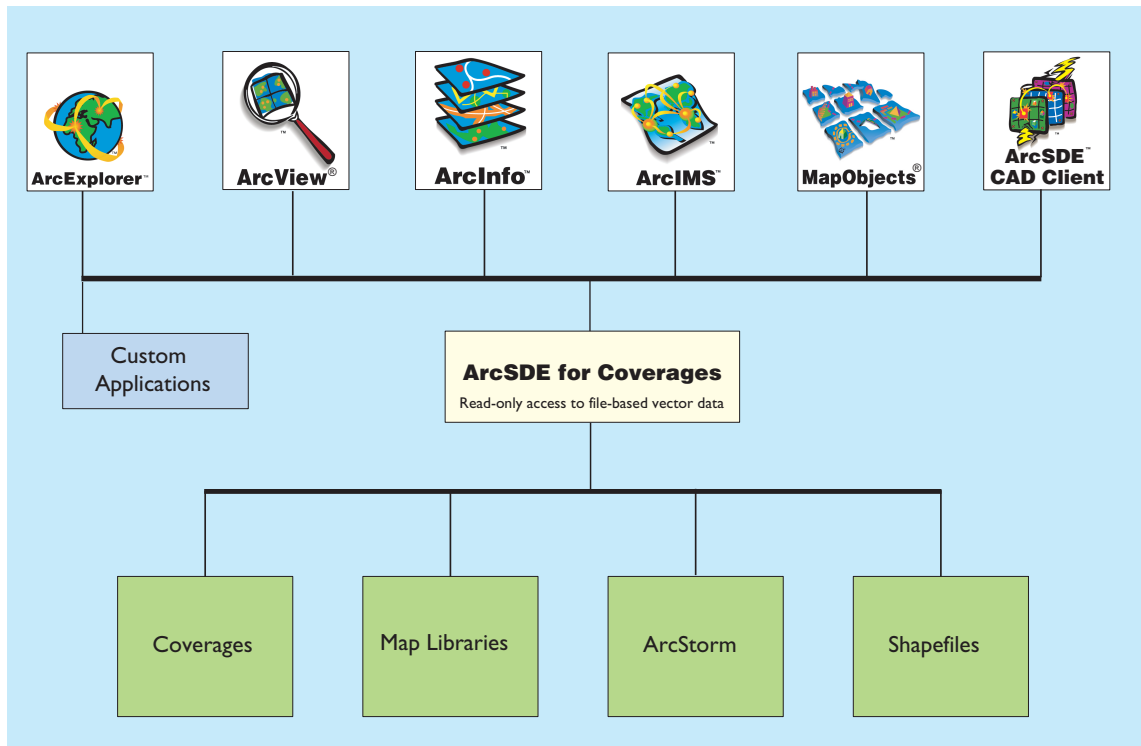 ArcExplorer™
ArcView®
ArcInfo™
ArcIMS™
MapObjects®
ArcSDE™
CAD Client
Custom
Applications
ArcSDE for Coverages
Read-only access to file-based vector data
Coverages
Map Libraries
ArcStorm
Shapefiles